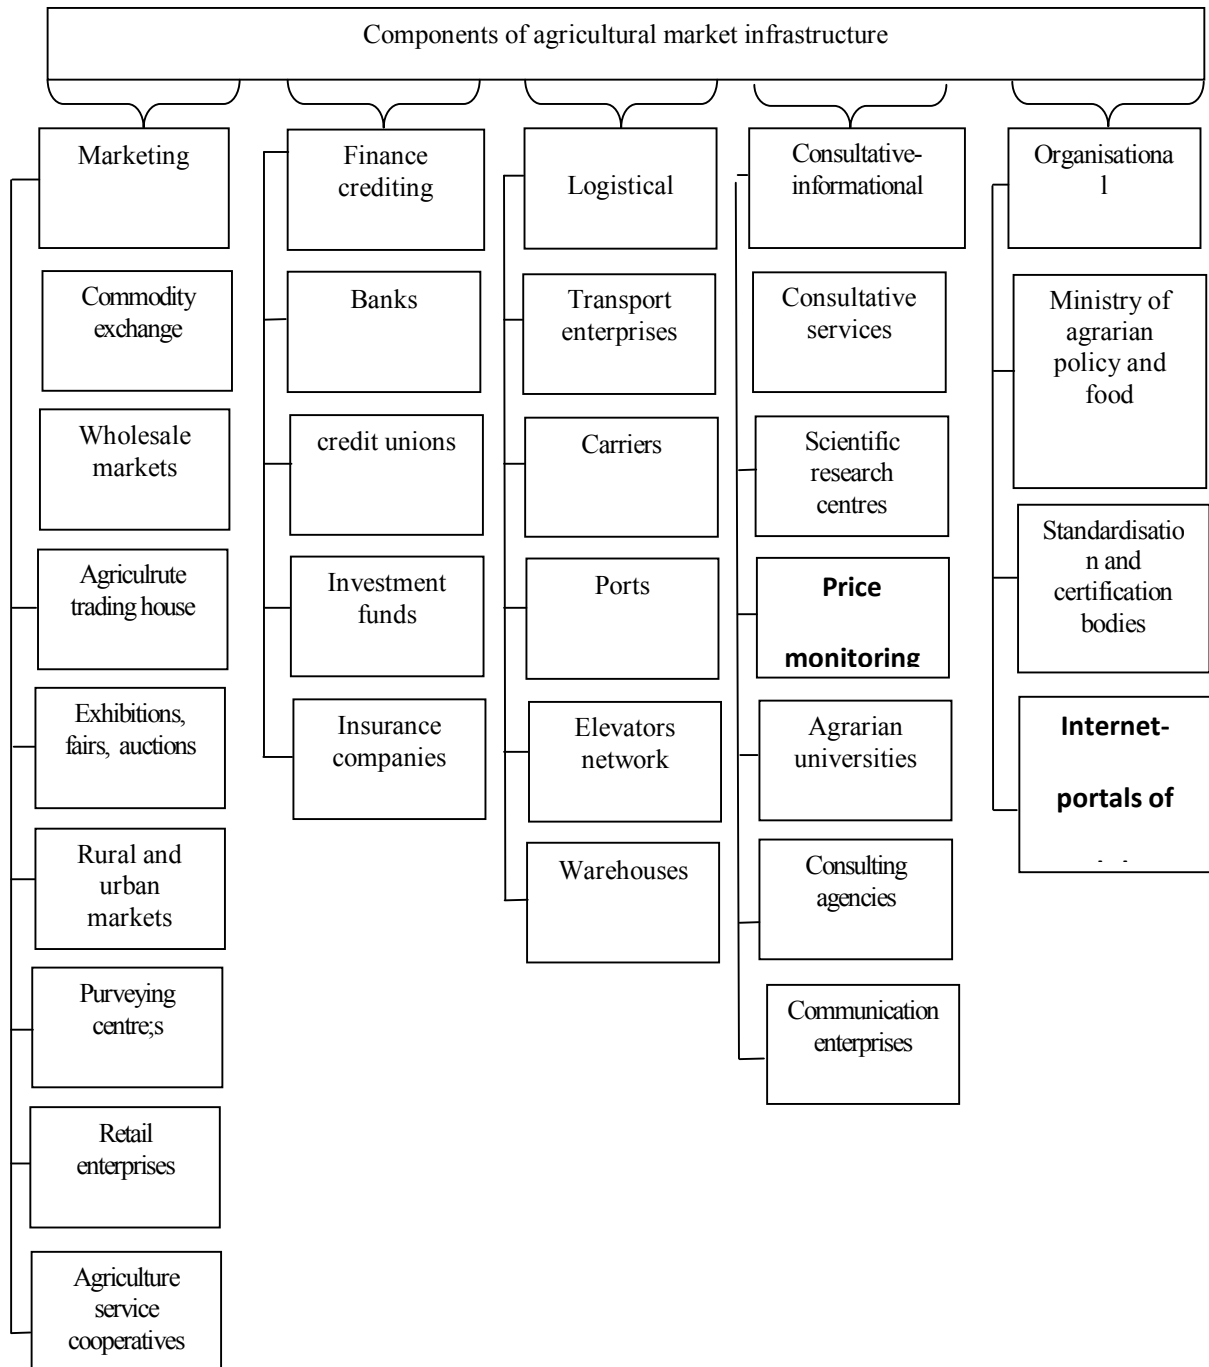 Components of agricultural market infrastructure
Marketing
Commodity
exchange
Wholesale
markets
Agriculrute
trading house
Exhibitions,
fairs, auctions
Rural and
urban
markets
Purveying
centre;s
Retail
enterprises
Agriculture
service
cooperatives
Finance
crediting
Banks
credit unions
Investment
funds
Insurance
companies
Logistical
Transport
enterprises
Carriers
Ports
Elevators
network
Warehouses
Consultative-
informational
Consultative
services
Scientific
research
centres
Price
monitoring
Agrarian
universities
Consulting
agencies
Communication
enterprises
Organisationa
l
Ministry of
agrarian
policy and
food
Standardisatio
n and
certification
bodies
Internet-
portals of